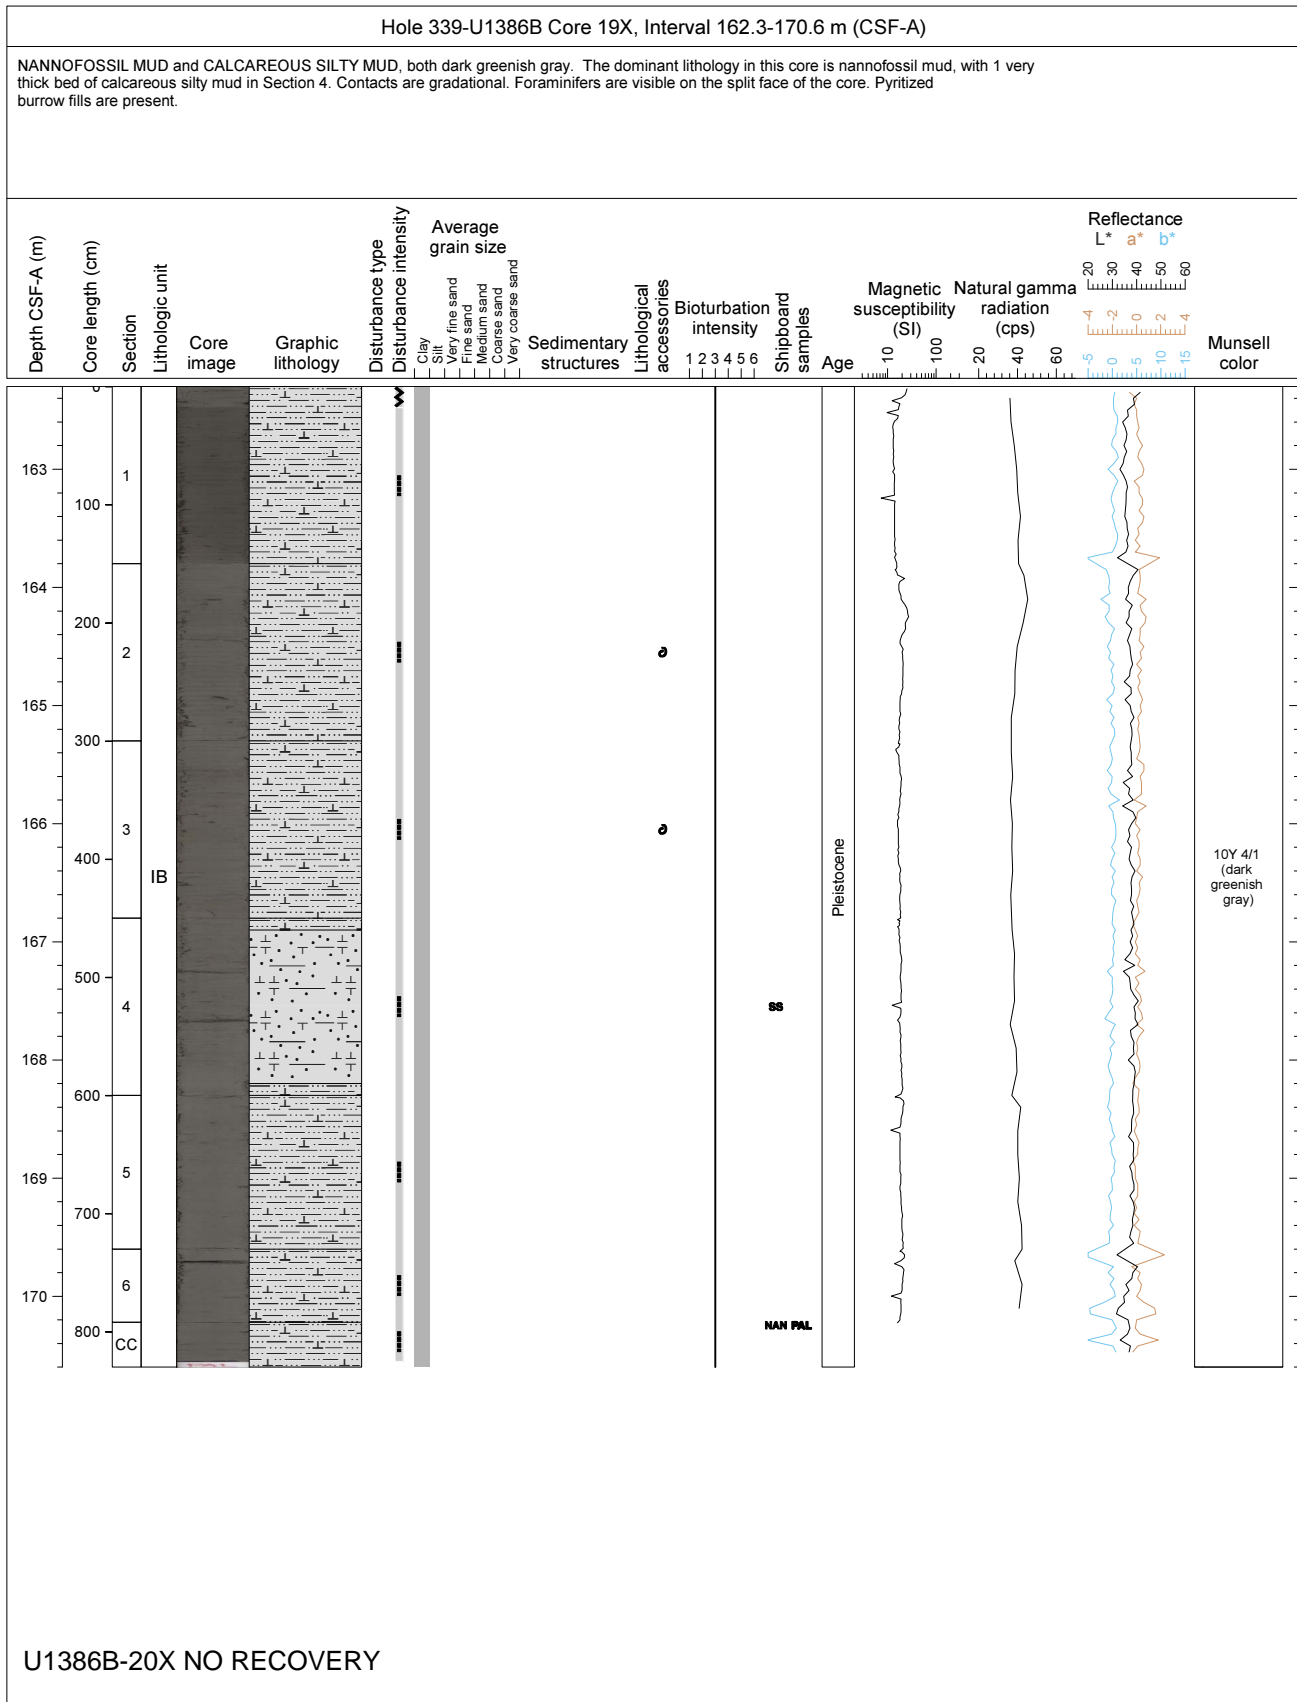 Hole 339-U1386B Core 19X, Interval 162.3-170.6 m (CSF-A)
NANNOFOSSIL MUD and CALCAREOUS SILTY MUD, both dark greenish gray. The dominant lithology in this core is nannofossil mud, with 1 very
thick bed of calcareous silty mud in Section 4. Contacts are gradational. Foraminifers are visible on the split face of the core. Pyritized
burrow fills are present.
Depth CSF-A (m)
Core length (cm)
Section
Lithologic unit
Core
image
Graphic
lithology
Disturbance type
Disturbance intensity
Average
grain size
Clay
Silt
Very fine sand
Fine sand
Medium sand
Coarse sand
Very coarse sand
Sedimentary
structures
Lithological
accessories
Bioturbation
intensity
1 2 3 4 5 6
Shipboard
samples
Age
Magnetic
susceptibility
(SI)
10 100
Natural gamma
radiation
(cps)
20 40 60
Reflectance
L* a* b*
20 30 40 50 60
-4 -2 0 2 4
-5 0 5 10 15
Munsell
color
163
164
165
166
167
168
169
170
0
100
200
300
400
500
600
700
800
1
2
3
4
5
6
CC
IB
SS
NAN PAL
Pleistocene
10Y 4/1
(dark
greenish
gray)
U1386B-20X NO RECOVERY